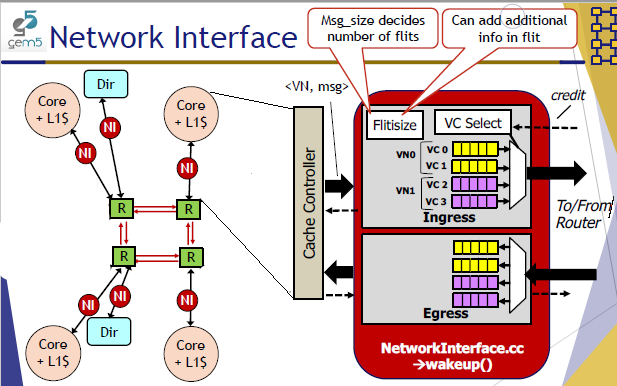 gem5
Network Interface
Msg_size decides
number of flits
Can add additional
info in flit
Core
+ L1$
Dir
Core
+ L1$
NI
NI
NI
R
R
R
R
NI
NI
NI
Dir
Core
+ L1$
Core
+ L1$
<VN, msg>
Cache Controller
Flitisize
VC Select
credit
VN0
VC 0
VC 1
VN1
VC 2
VC 3
Ingress
To/From
Router
Egress
NetworkInterface.cc
→wakeup()